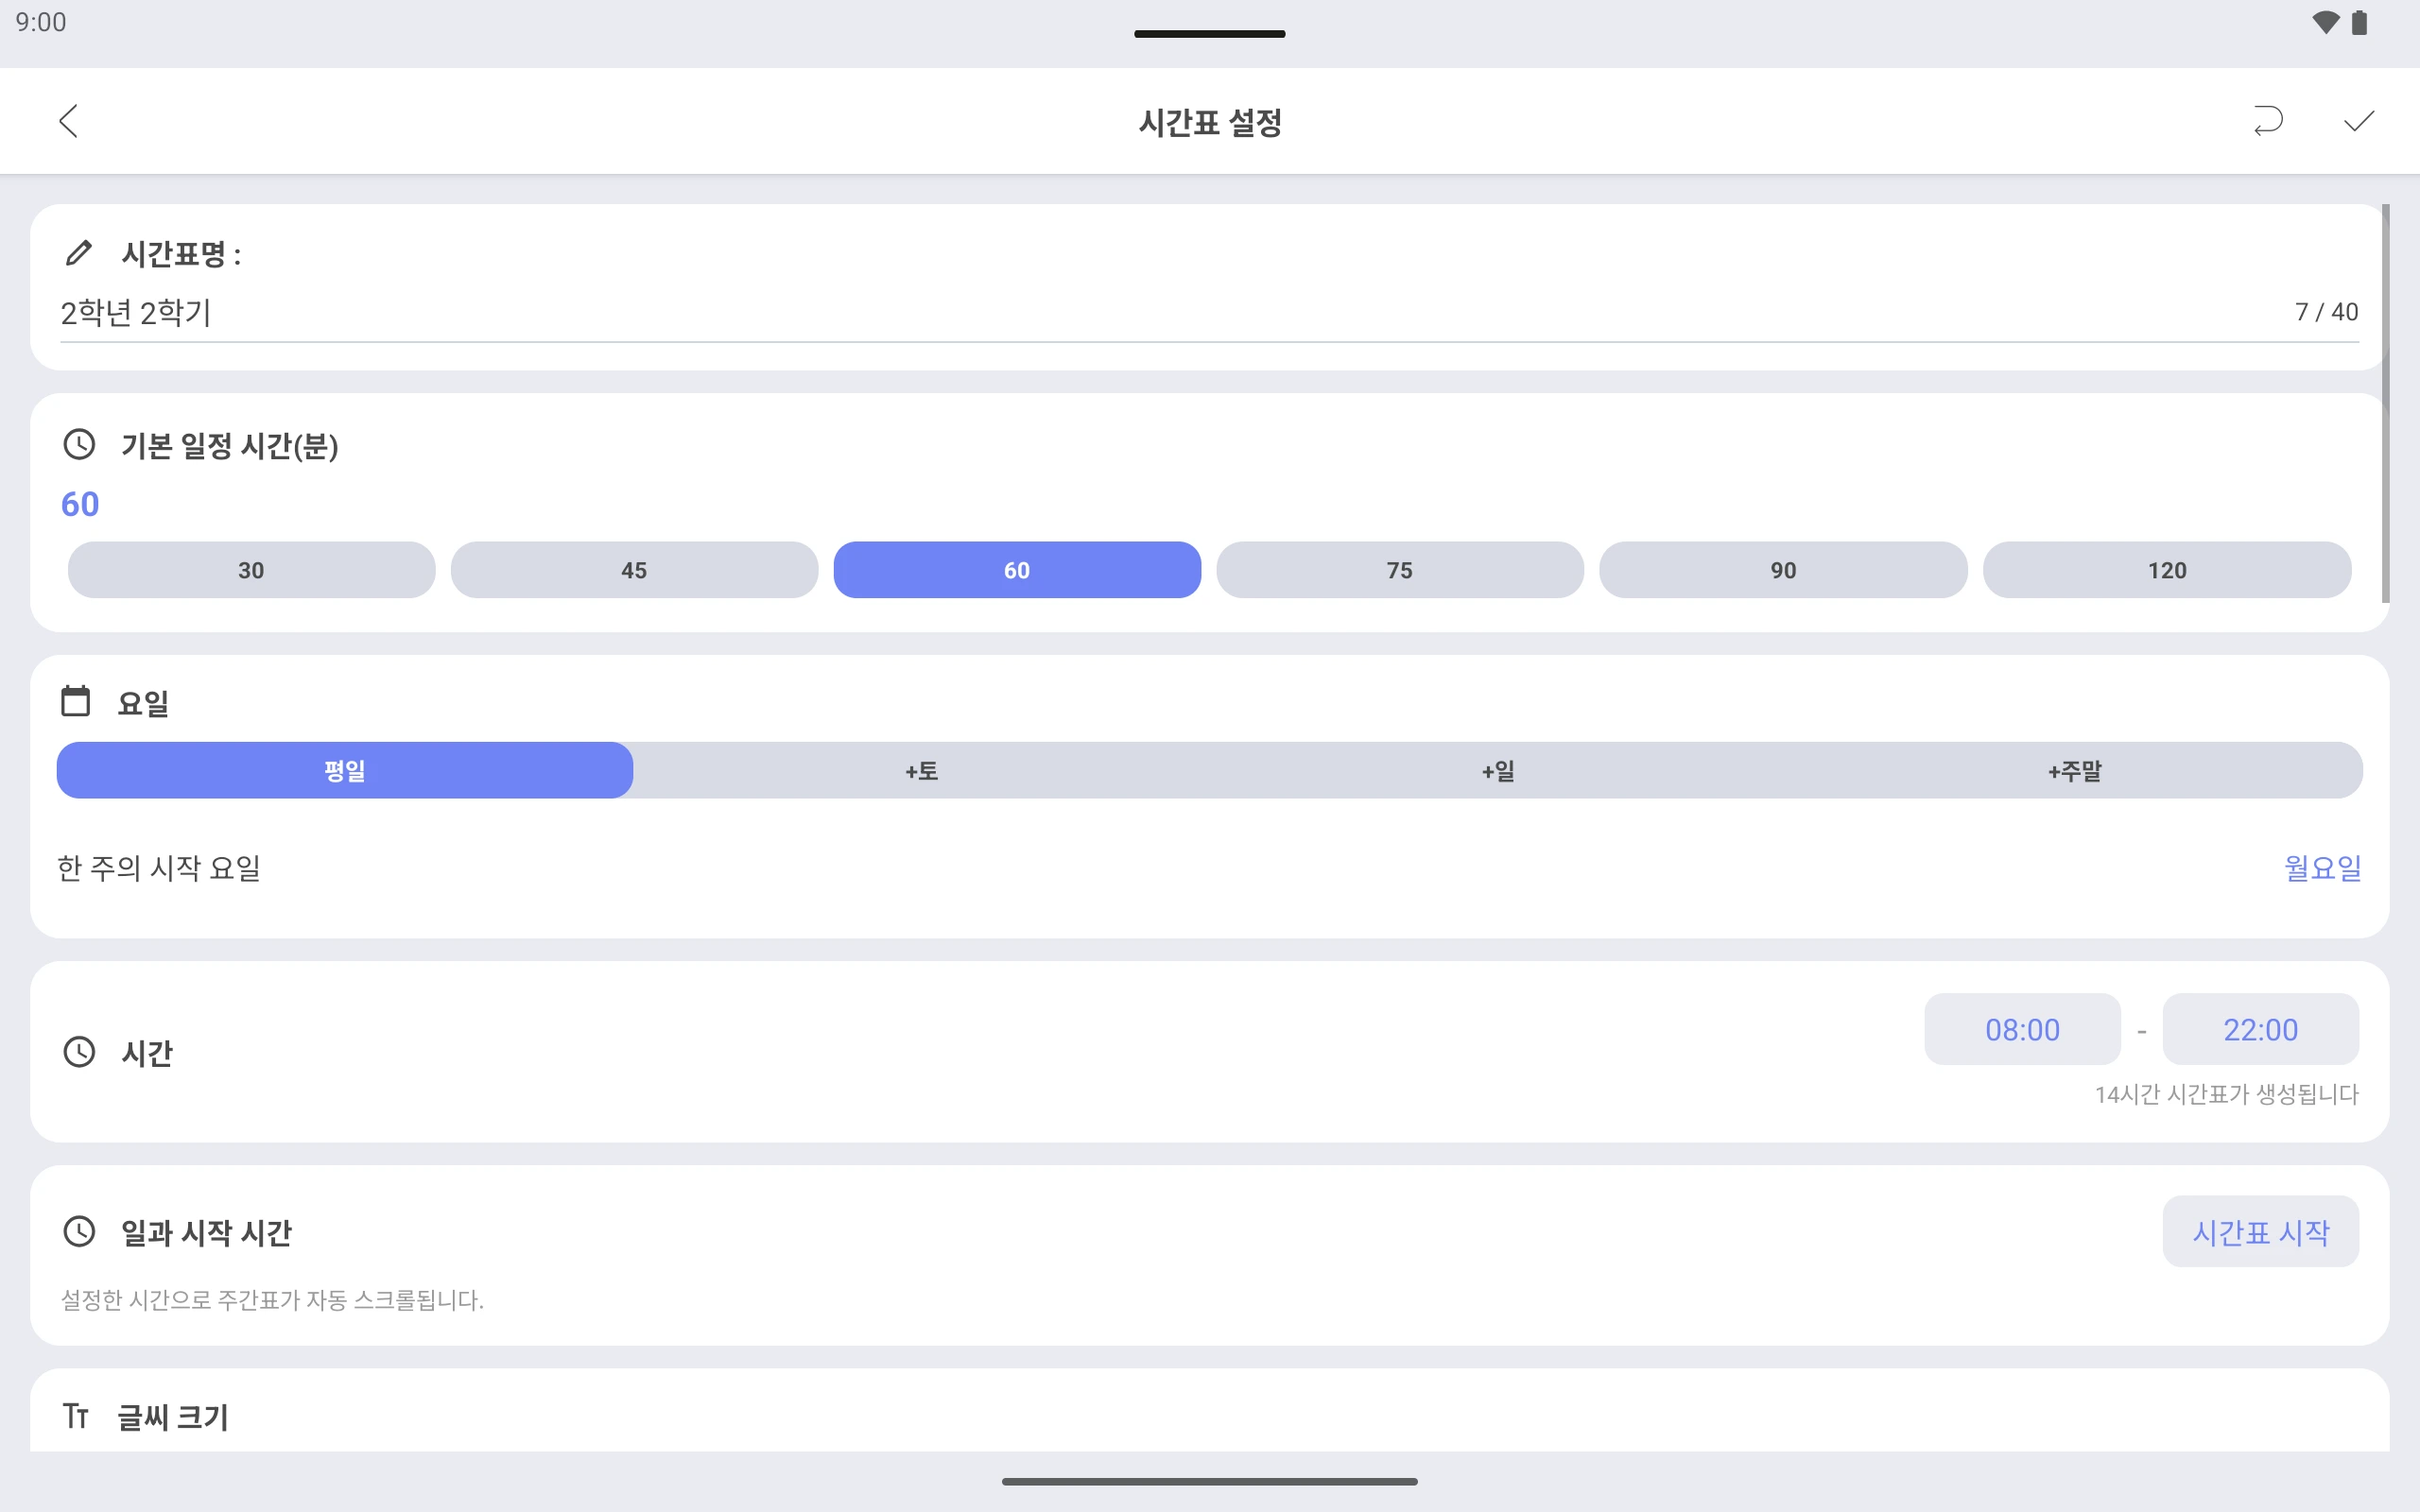 9:00
시간표 설정
시간표명 :
2학년 2학기
7 / 40
기본 일정 시간(분)
60
30 45 60 75 90 120
요일
평일 +토 +일 +주말
한 주의 시작 요일 월요일
시간
08:00 - 22:00
14시간 시간표가 생성됩니다
일과 시작 시간
시간표 시작
설정한 시간으로 주간표가 자동 스크롤됩니다.
글씨 크기